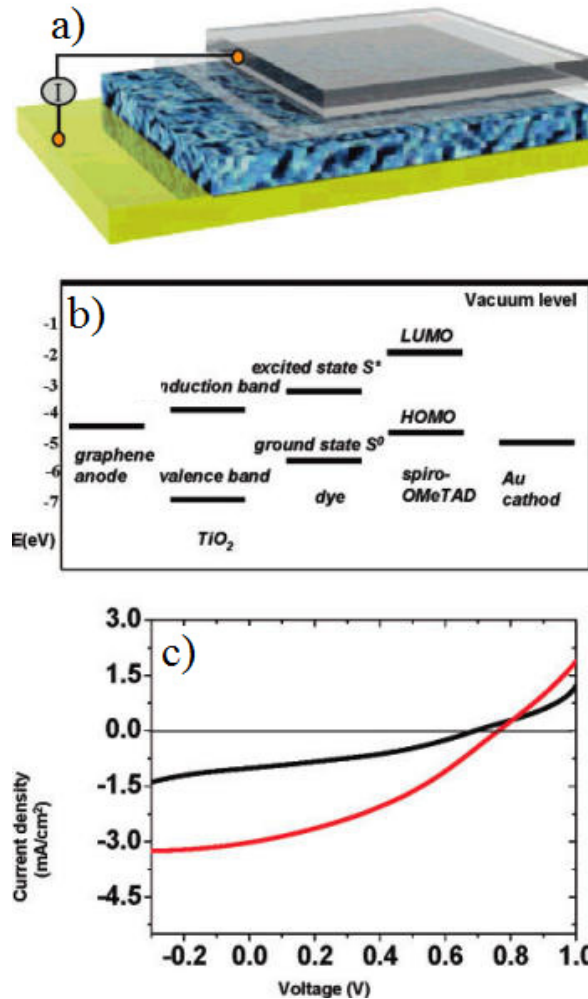 a)
I
b)
Vacuum level
-1
-2
-3
-4
-5
-6
-7
E(eV)
LUMO
excited state S*
nduction band
HOMO
graphene
anode
ground state S⁰
valence band
spiro-
OMeTAD
Au
cathod
dye
TiO₂
c)
3.0
1.5
0.0
-1.5
-3.0
-4.5
Current density
(mA/cm²)
-0.2 0.0 0.2 0.4 0.6 0.8 1.0
Voltage (V)